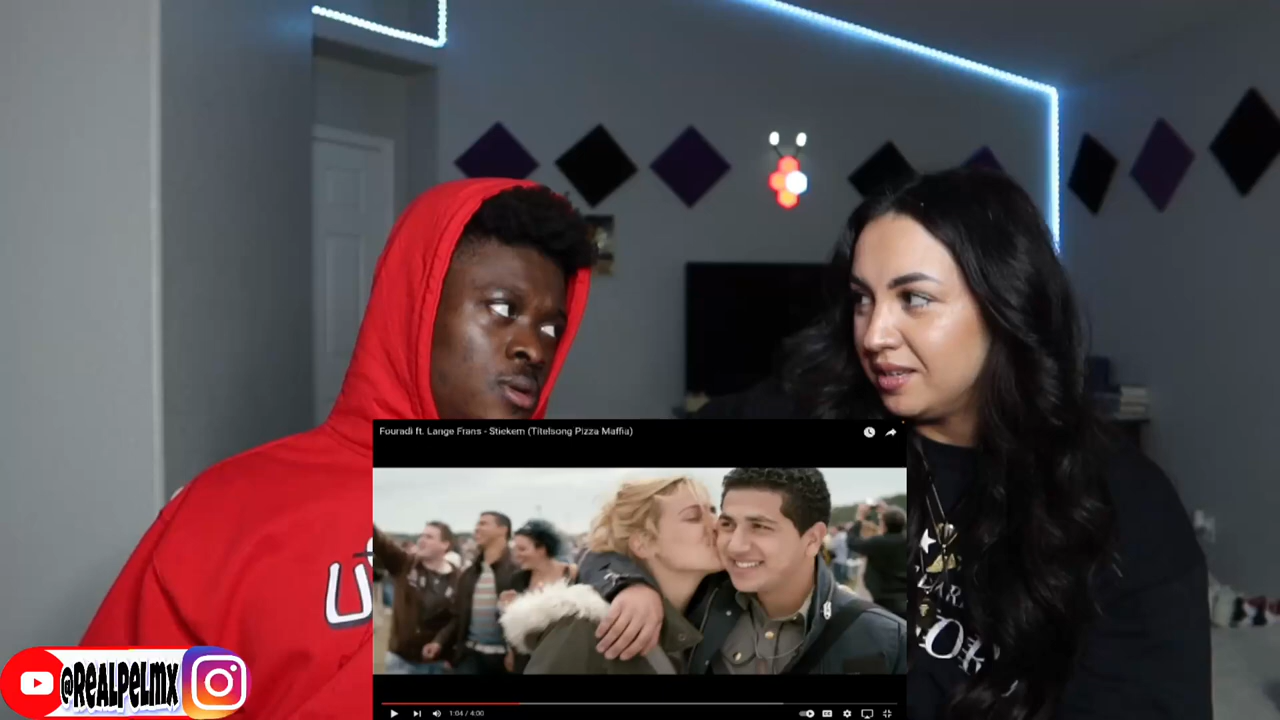 Fouradi ft. Lange Frans - Stiekem (Titelsong Pizza Maffia)
1:04 / 4:00
@REALPELMX